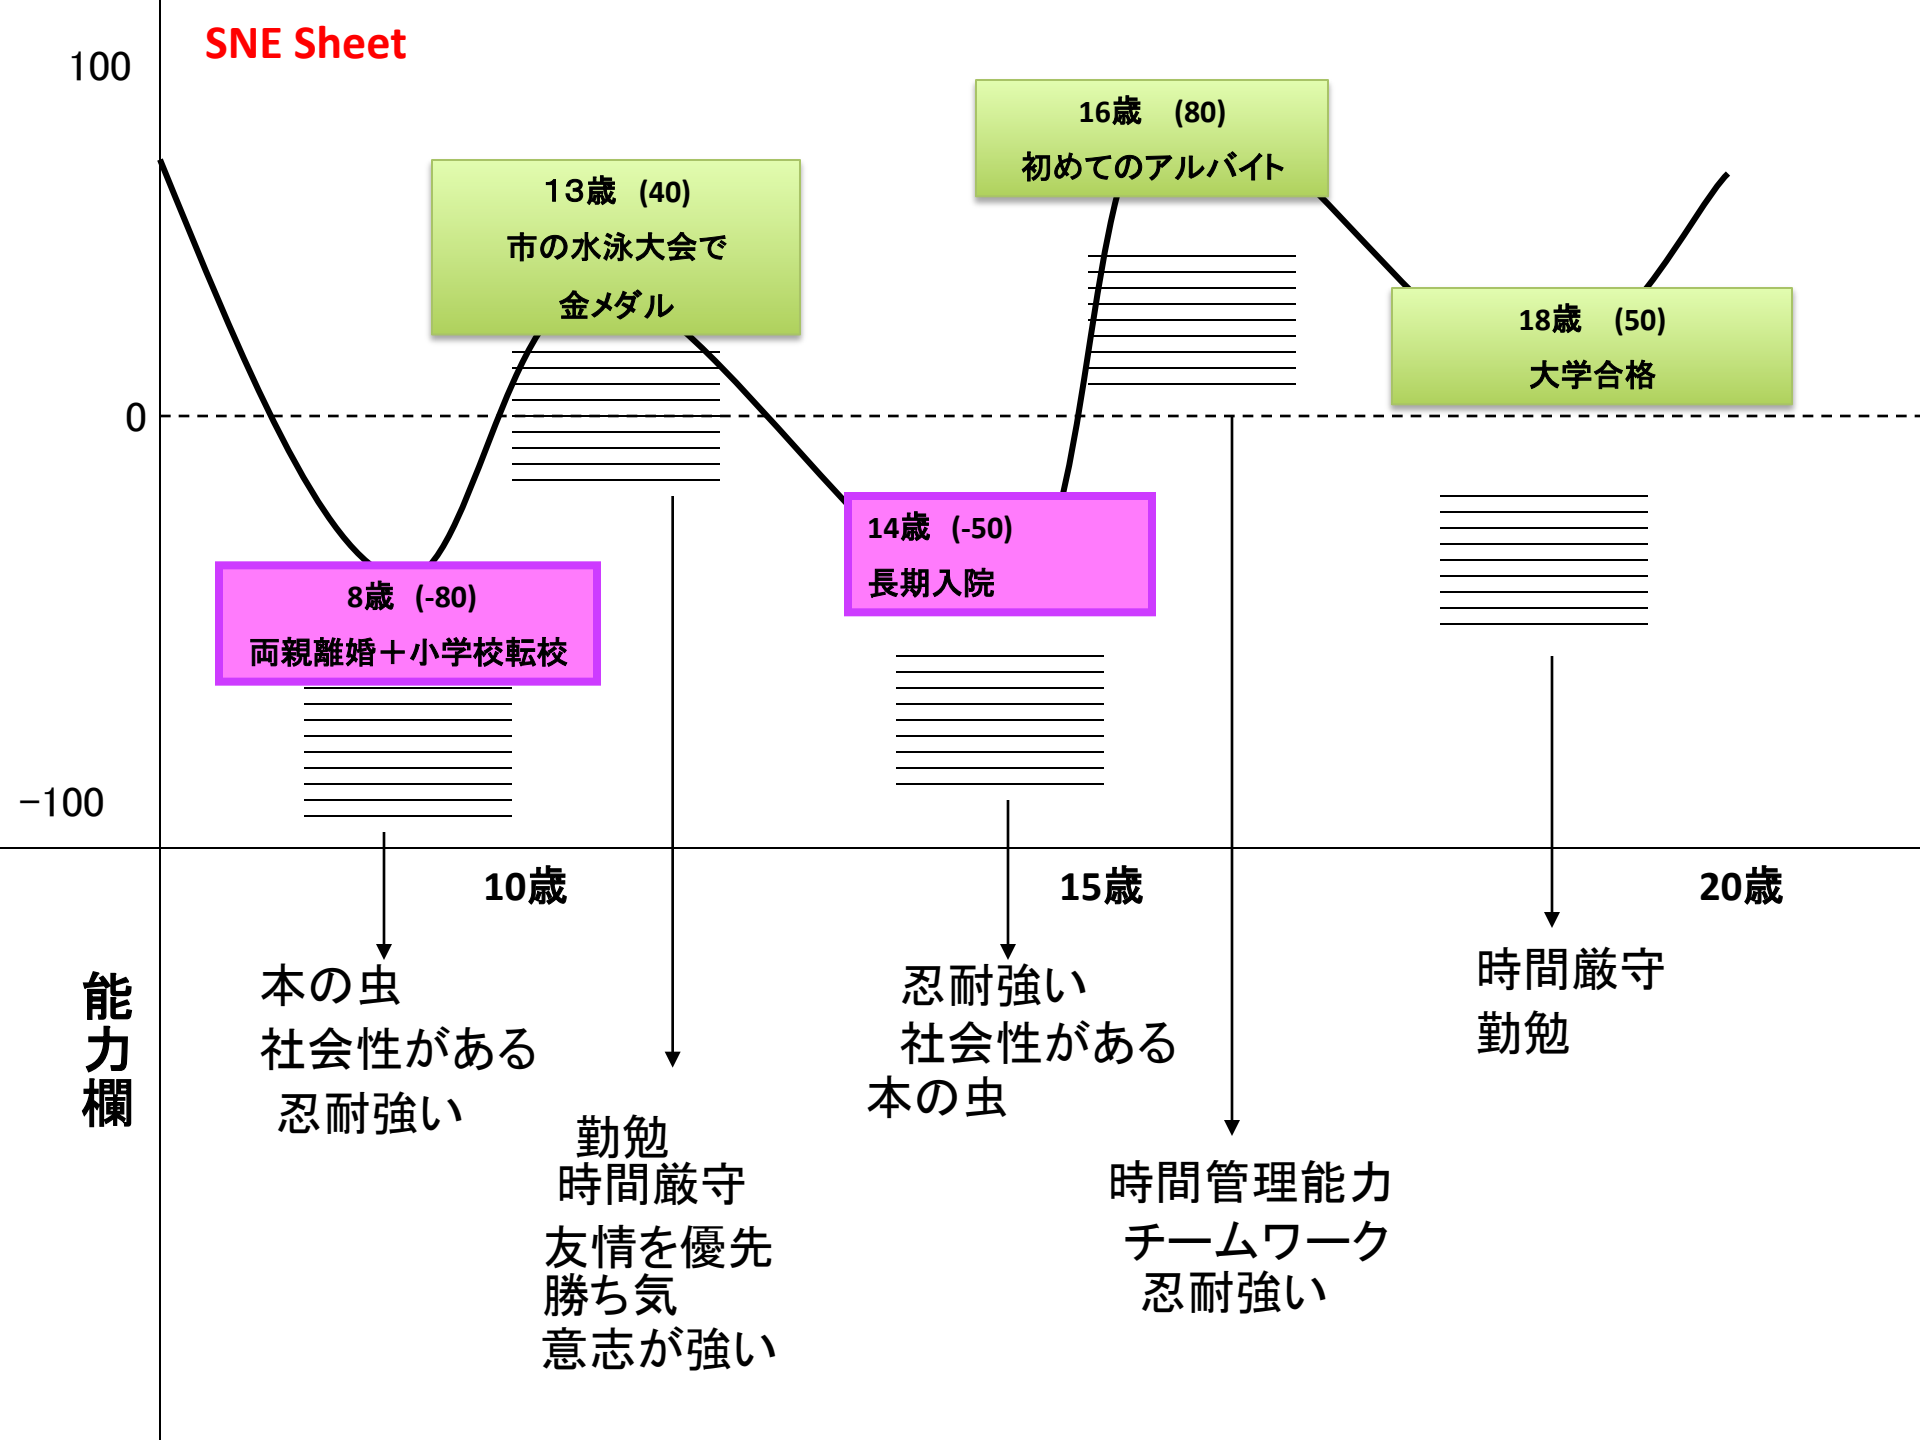 SNE Sheet
100
16歳　(80)
初めてのアルバイト
１３歳 (40)
市の水泳大会で
金メダル
18歳　(50)
大学合格
0
14歳 (-50)
長期入院
8歳 (-80)
両親離婚＋小学校転校
-100
10歳
15歳
20歳
能力欄
本の虫
社会性がある
忍耐強い
勤勉
時間厳守
友情を優先
勝ち気
意志が強い
忍耐強い
社会性がある
本の虫
時間管理能力
チームワーク
忍耐強い
時間厳守
勤勉